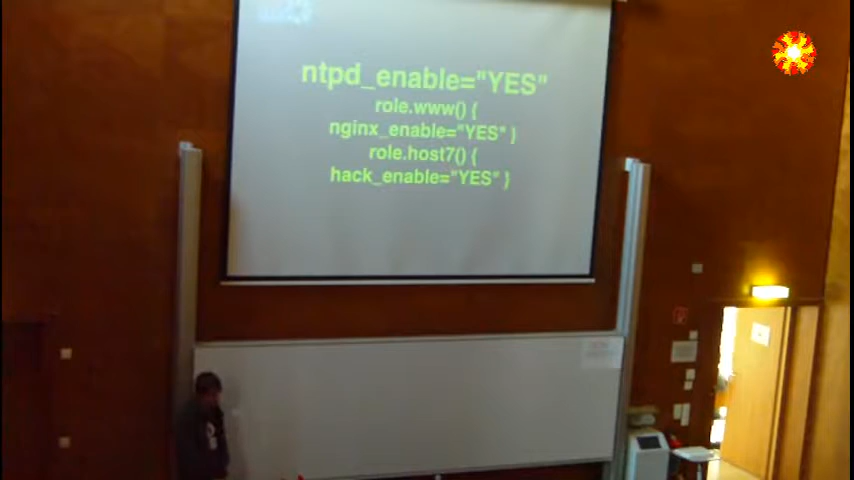 ntpd_enable="YES"
role.www() {
nginx_enable="YES" }
role.host7() {
hack_enable="YES" }